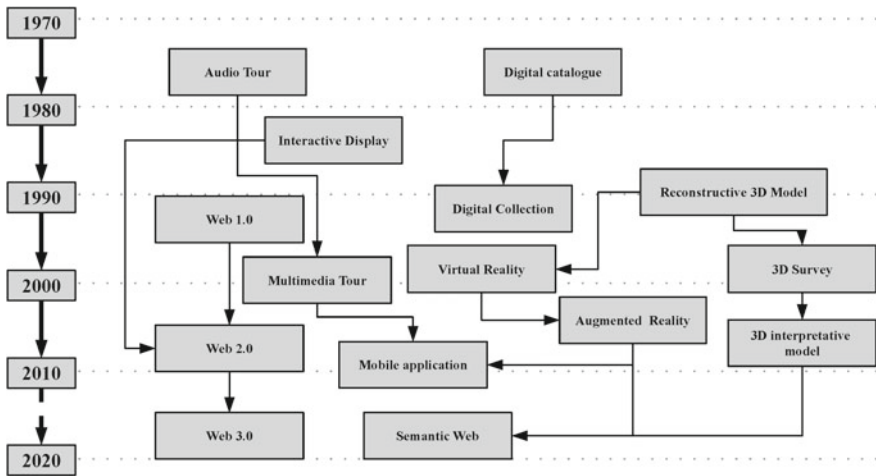 1970
Audio Tour
Digital catalogue
1980
Interactive Display
1990
Reconstructive 3D Model
Digital Collection
Web 1.0
Virtual Reality
3D Survey
Multimedia Tour
2000
Augmented Reality
Web 2.0
3D interpretative
model
Mobile application
2010
Web 3.0
Semantic Web
2020